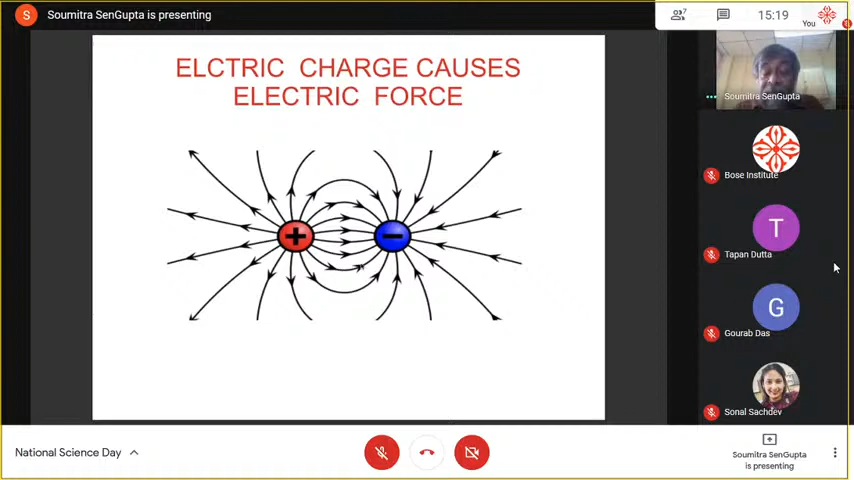 S Soumitra SenGupta is presenting
7
15:19
You
ELCTRIC CHARGE CAUSES
ELECTRIC FORCE
+ −
Soumitra SenGupta
Bose Institute
T
Tapan Dutta
G
Gourab Das
Sonal Sachdev
National Science Day
Soumitra SenGupta
is presenting